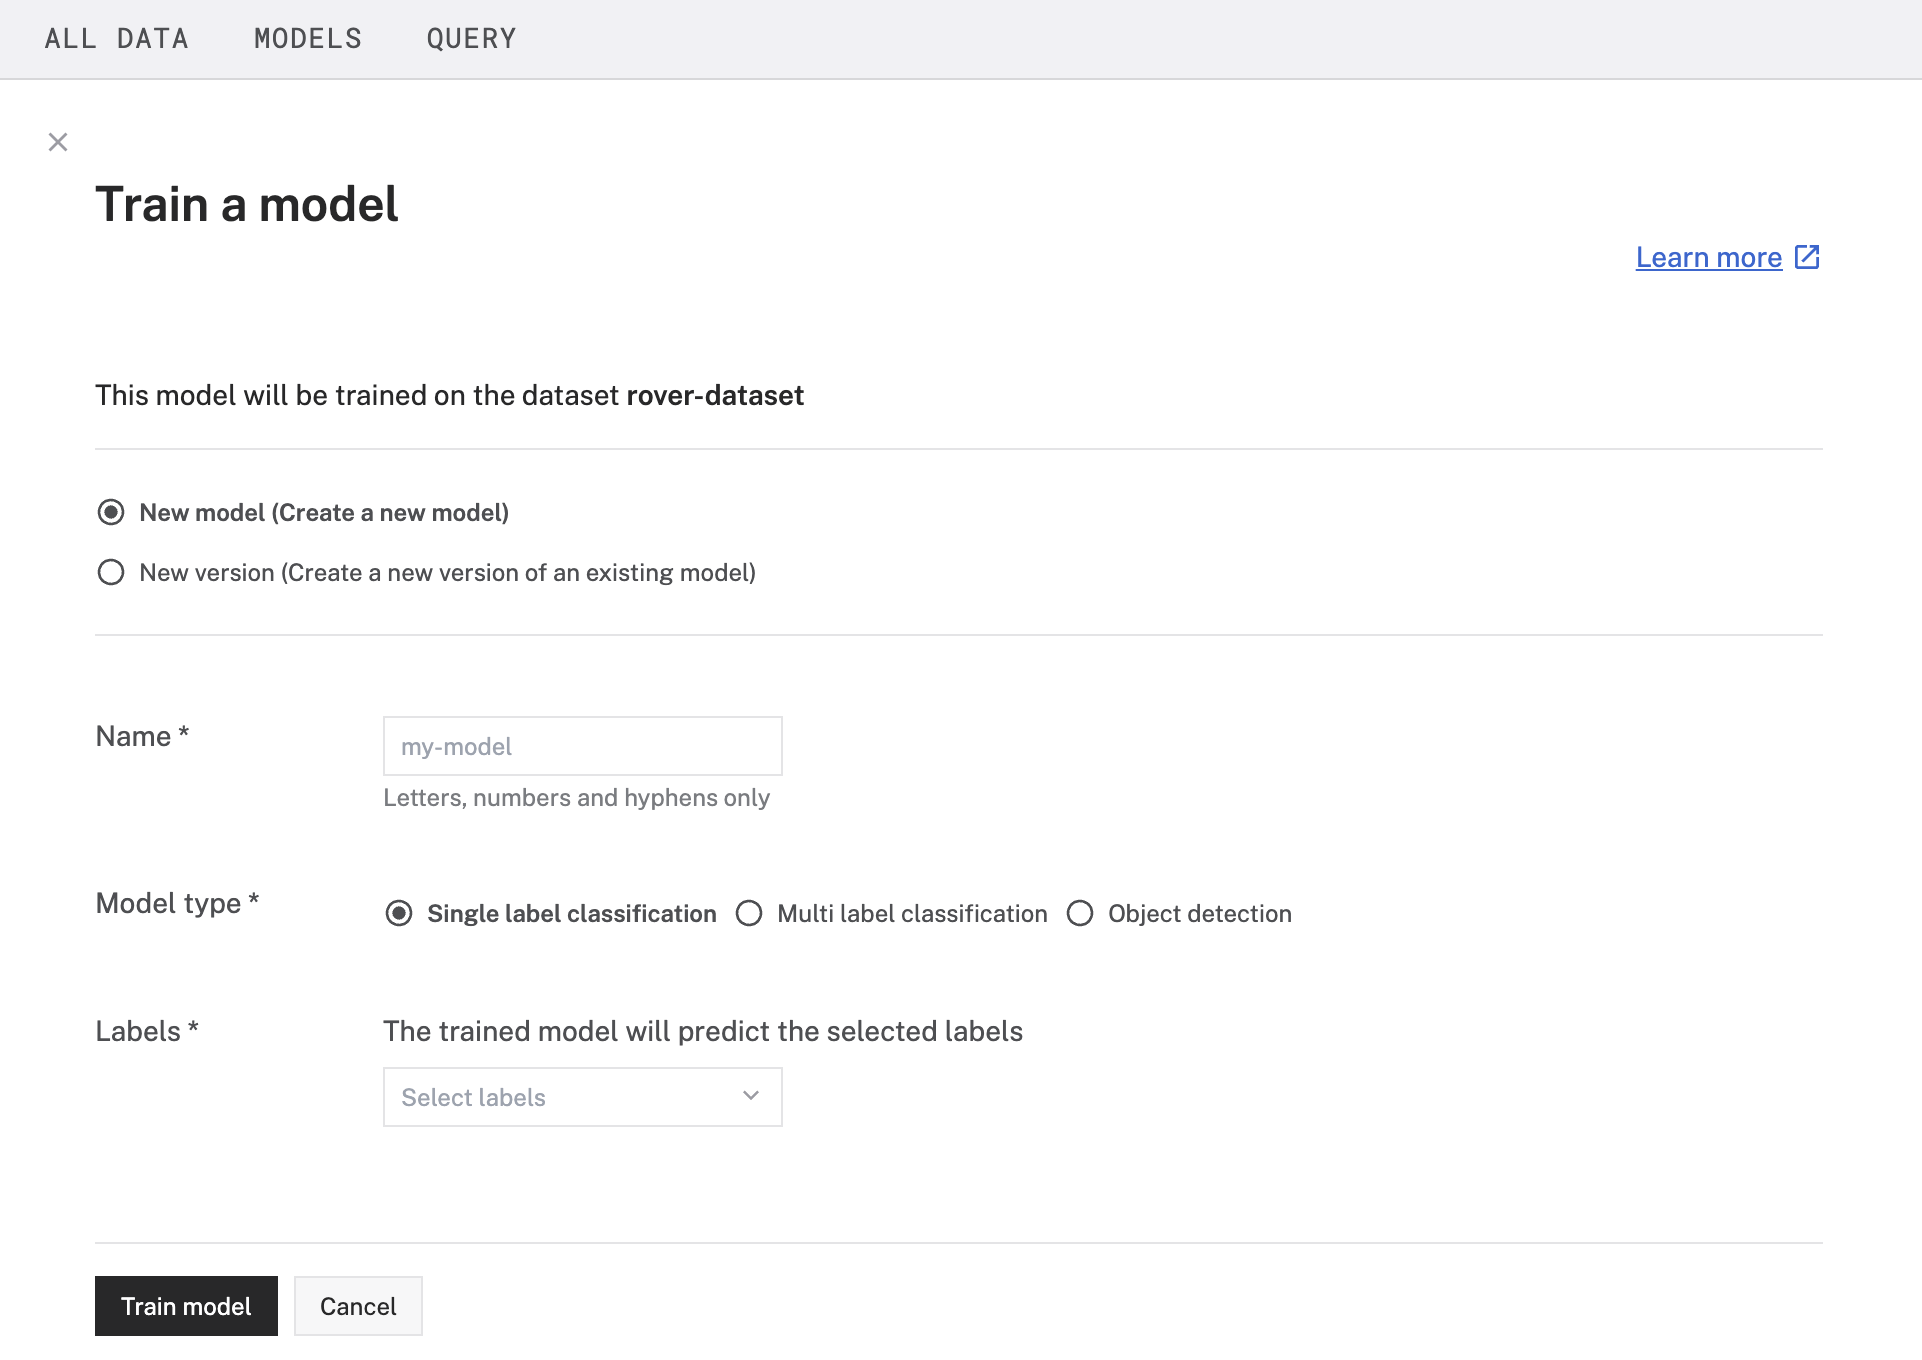 ALL DATA MODELS QUERY
Train a model
Learn more
This model will be trained on the dataset rover-dataset
New model (Create a new model)
New version (Create a new version of an existing model)
Name *
my-model
Letters, numbers and hyphens only
Model type *
Single label classification Multi label classification Object detection
Labels *
The trained model will predict the selected labels
Select labels
Train model Cancel